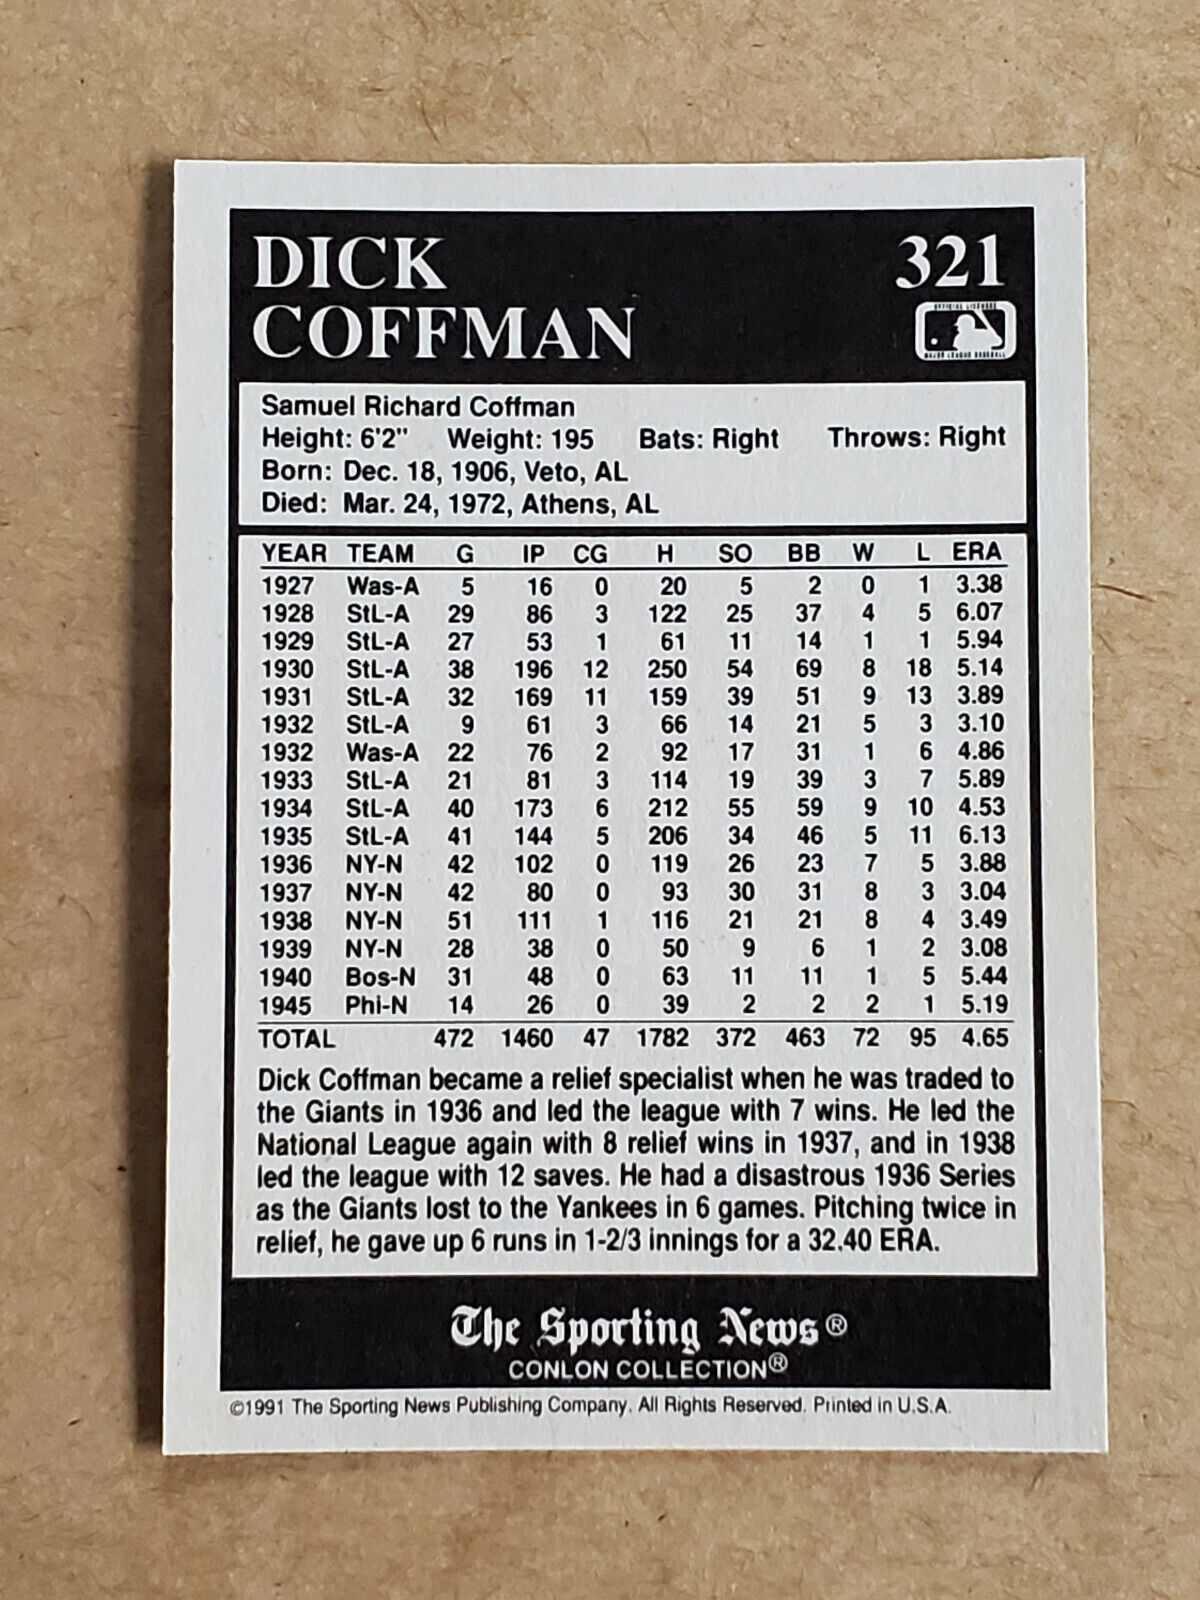 DICK 321
COFFMAN
OFFICIAL LICENSEE
MAJOR LEAGUE BASEBALL
Samuel Richard Coffman
Height: 6'2" Weight: 195 Bats: Right Throws: Right
Born: Dec. 18, 1906, Veto, AL
Died: Mar. 24, 1972, Athens, AL
YEAR TEAM G IP CG H SO BB W L ERA
1927 Was-A 5 16 0 20 5 2 0 1 3.38
1928 StL-A 29 86 3 122 25 37 4 5 6.07
1929 StL-A 27 53 1 61 11 14 1 1 5.94
1930 StL-A 38 196 12 250 54 69 8 18 5.14
1931 StL-A 32 169 11 159 39 51 9 13 3.89
1932 StL-A 9 61 3 66 14 21 5 3 3.10
1932 Was-A 22 76 2 92 17 31 1 6 4.86
1933 StL-A 21 81 3 114 19 39 3 7 5.89
1934 StL-A 40 173 6 212 55 59 9 10 4.53
1935 StL-A 41 144 5 206 34 46 5 11 6.13
1936 NY-N 42 102 0 119 26 23 7 5 3.88
1937 NY-N 42 80 0 93 30 31 8 3 3.04
1938 NY-N 51 111 1 116 21 21 8 4 3.49
1939 NY-N 28 38 0 50 9 6 1 2 3.08
1940 Bos-N 31 48 0 63 11 11 1 5 5.44
1945 Phi-N 14 26 0 39 2 2 2 1 5.19
TOTAL 472 1460 47 1782 372 463 72 95 4.65
Dick Coffman became a relief specialist when he was traded to
the Giants in 1936 and led the league with 7 wins. He led the
National League again with 8 relief wins in 1937, and in 1938
led the league with 12 saves. He had a disastrous 1936 Series
as the Giants lost to the Yankees in 6 games. Pitching twice in
relief, he gave up 6 runs in 1-2/3 innings for a 32.40 ERA.
The Sporting News®
CONLON COLLECTION®
©1991 The Sporting News Publishing Company. All Rights Reserved. Printed in U.S.A.